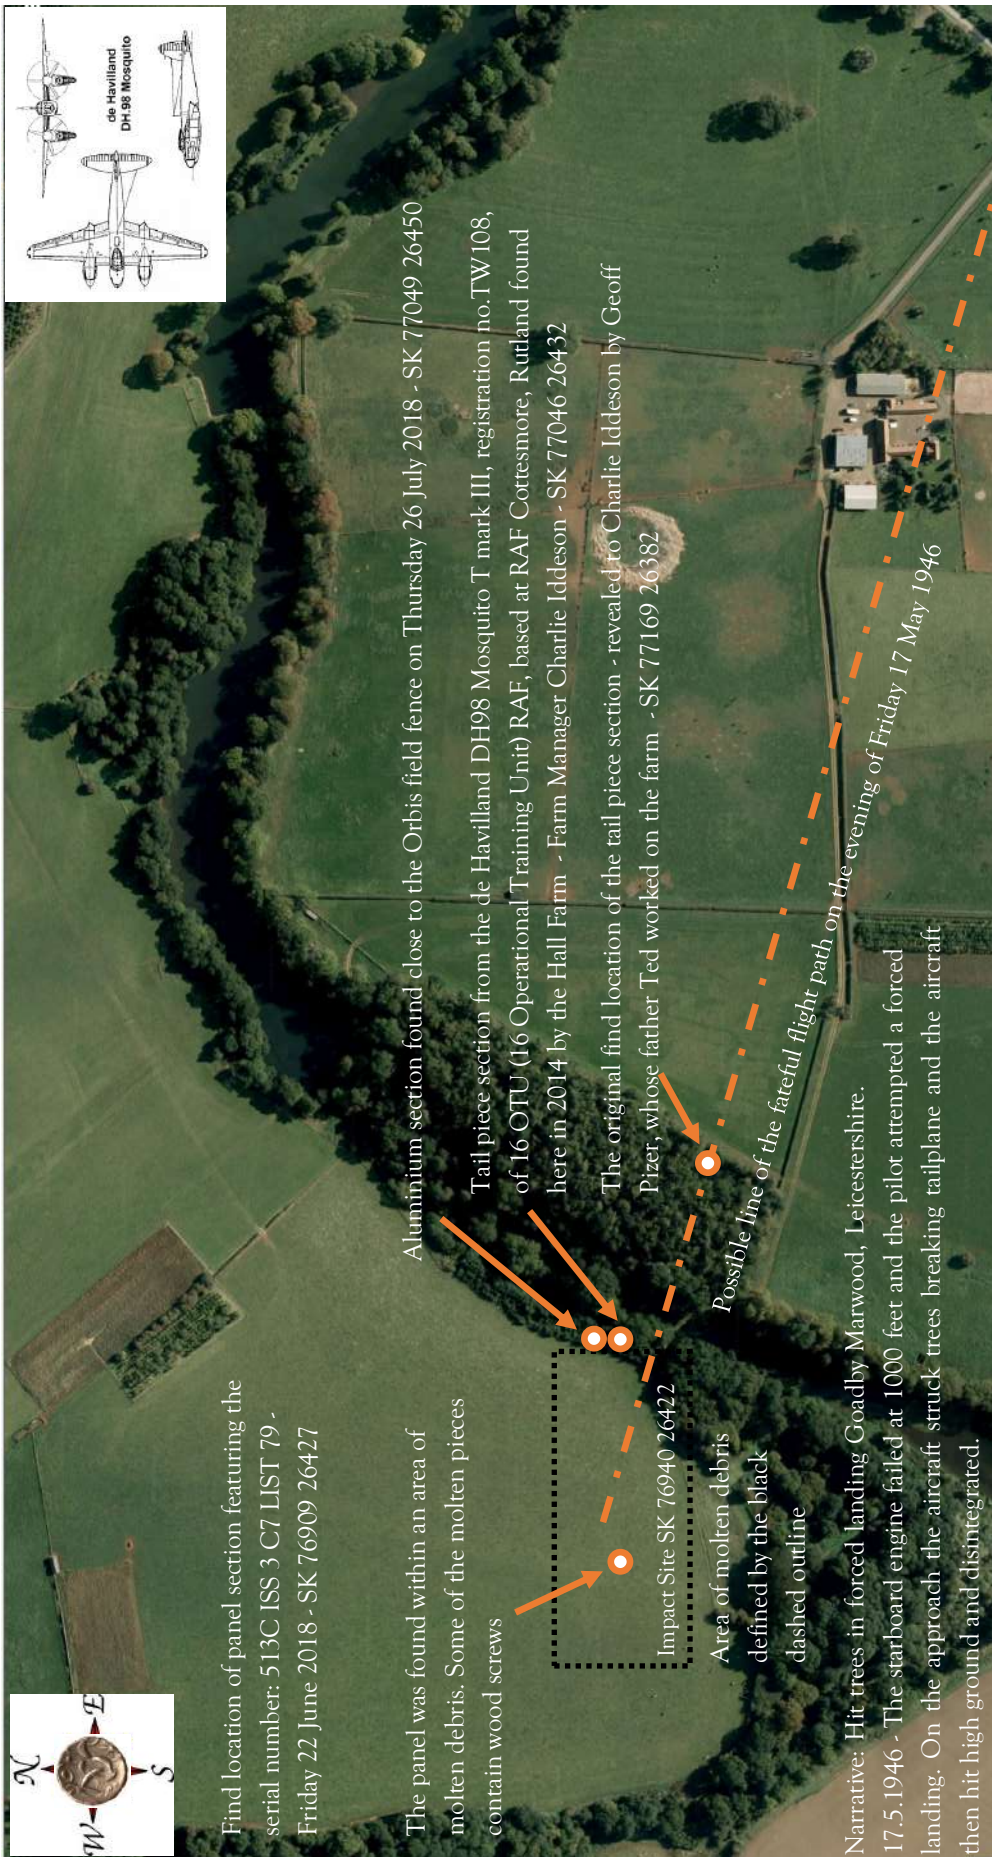 N
W
E
S
de Havilland
DH.98 Mosquito
Find location of panel section featuring the
serial number: 513C ISS 3 C7 LIST 79 -
Friday 22 June 2018 - SK 76909 26427
The panel was found within an area of
molten debris. Some of the molten pieces
contain wood screws
Aluminium section found close to the Orbis field fence on Thursday 26 July 2018 - SK 77049 26450
Tail piece section from the de Havilland DH98 Mosquito T mark III, registration no.TW108,
of 16 OTU (16 Operational Training Unit) RAF, based at RAF Cottesmore, Rutland found
here in 2014 by the Hall Farm - Farm Manager Charlie Iddeson - SK 77046 26432
The original find location of the tail piece section - revealed to Charlie Iddeson by Geoff
Pizer, whose father Ted worked on the farm - SK 77169 26382
Impact Site SK 76940 26422
Area of molten debris
defined by the black
dashed outline
Possible line of the fateful flight path on the evening of Friday 17 May 1946
Narrative: Hit trees in forced landing Goadby Marwood, Leicestershire.
17.5.1946 - The starboard engine failed at 1000 feet and the pilot attempted a forced
landing. On the approach the aircraft struck trees breaking tailplane and the aircraft
then hit high ground and disintegrated.